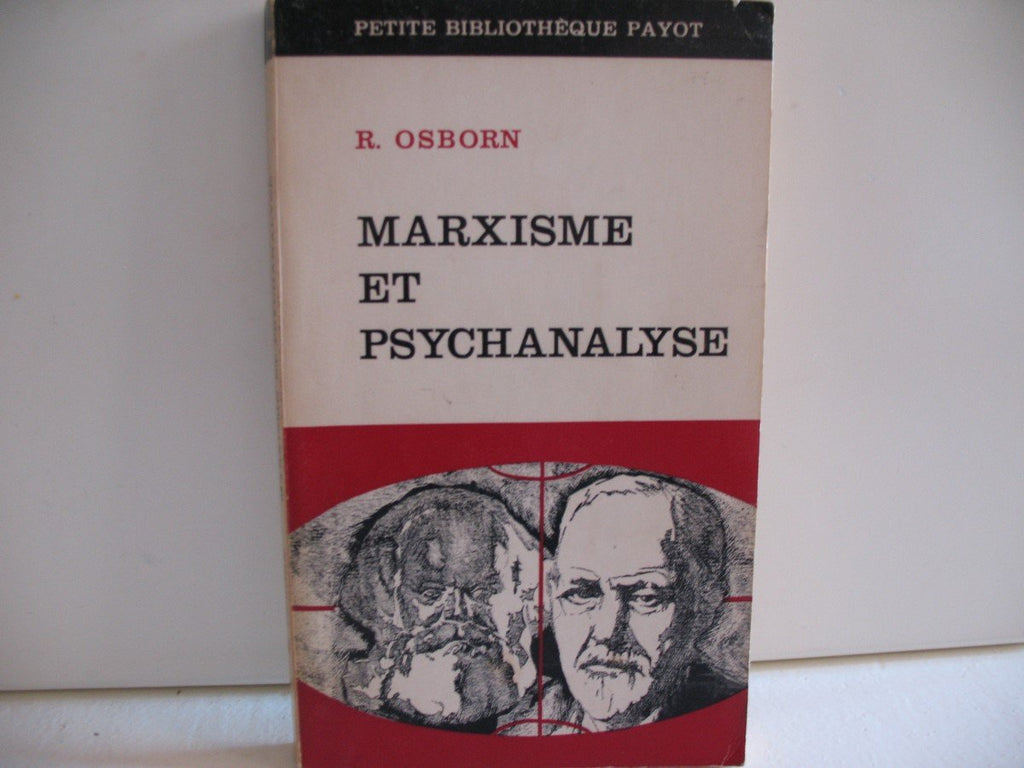 PETITE BIBLIOTHÈQUE PAYOT
R. OSBORN
MARXISME
ET
PSYCHANALYSE